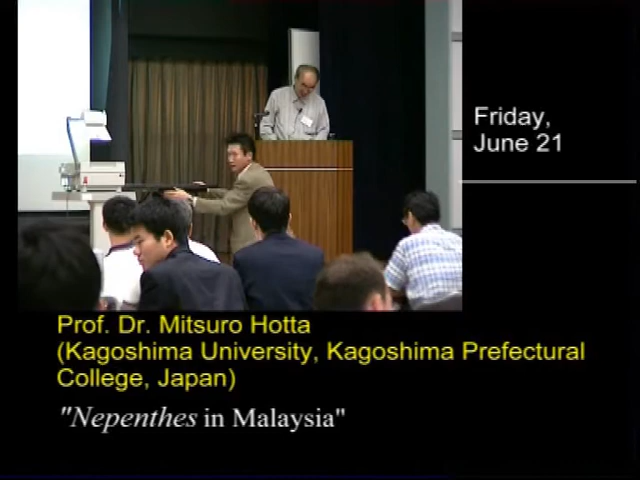 Friday,
June 21
Prof. Dr. Mitsuro Hotta
(Kagoshima University, Kagoshima Prefectural
College, Japan)
"Nepenthes in Malaysia"